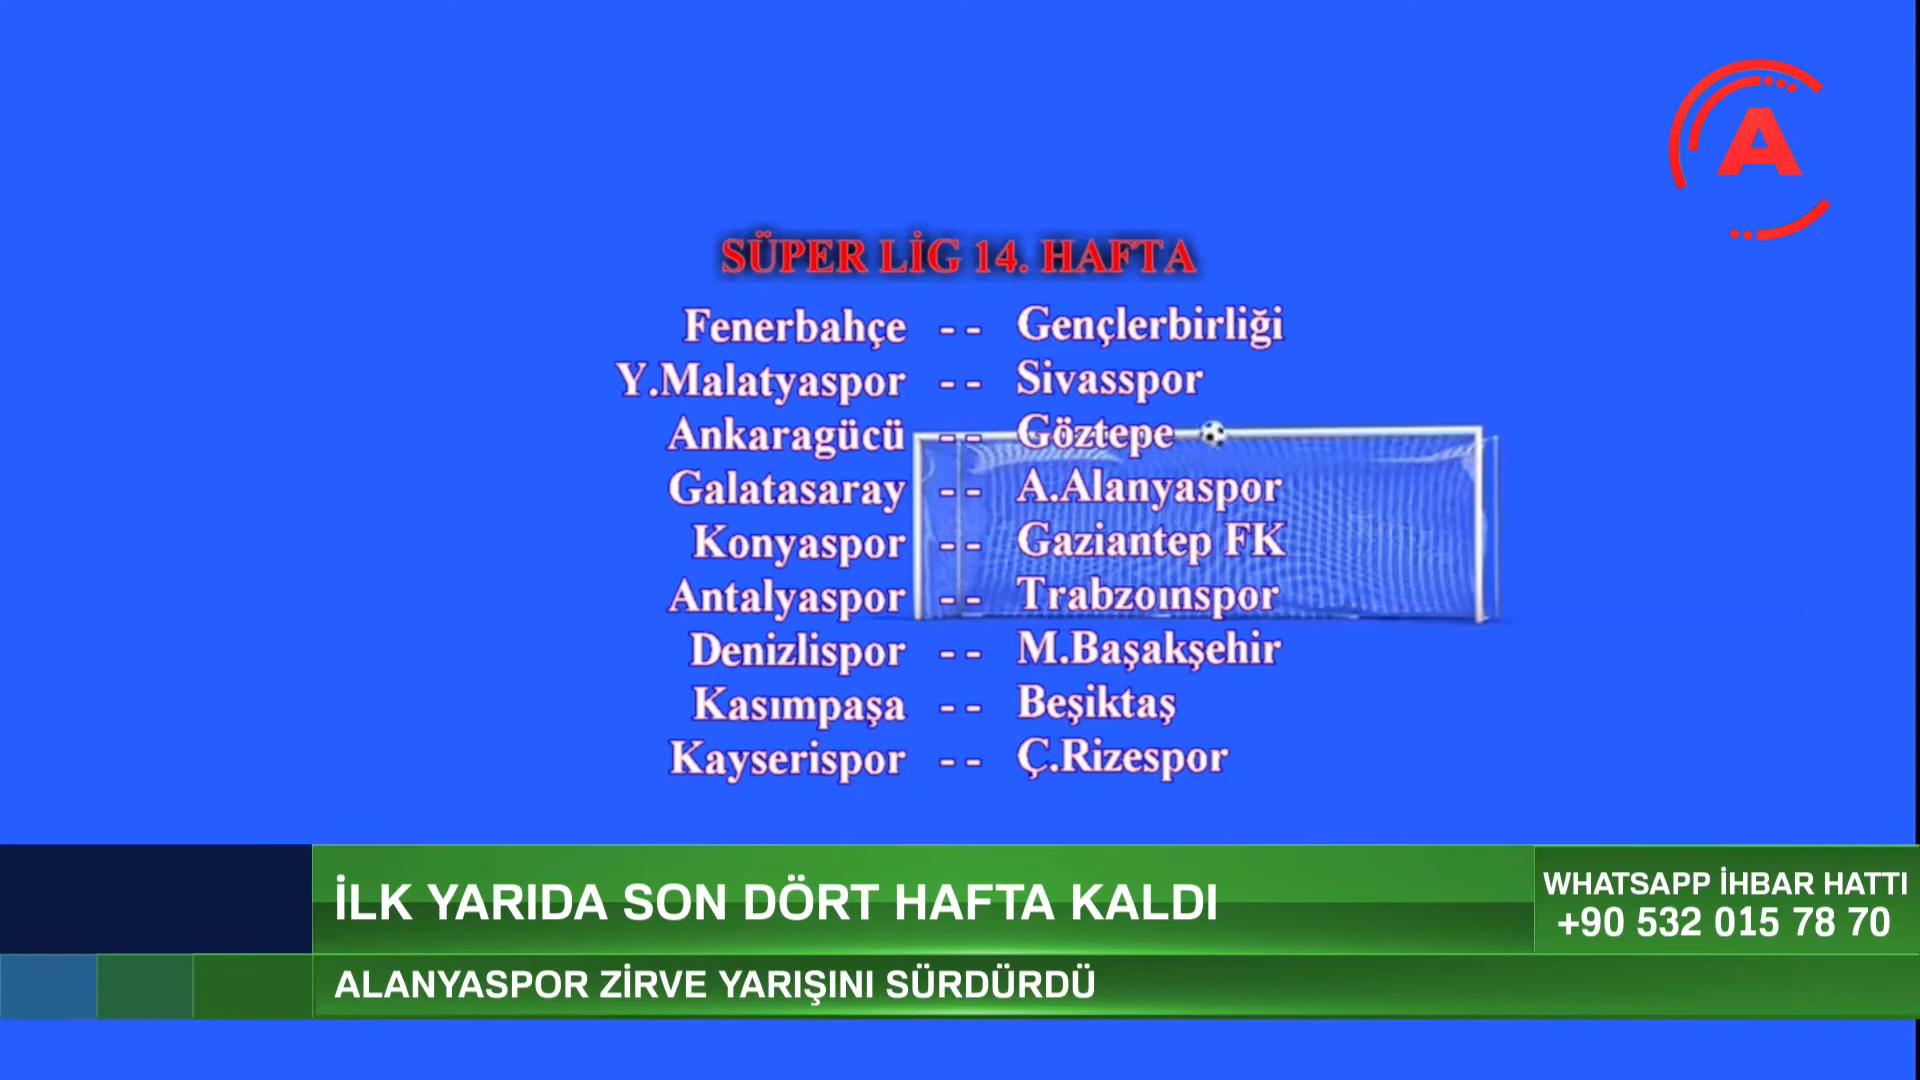 A
SÜPER LİG 14. HAFTA
Fenerbahçe -- Gençlerbirliği
Y.Malatyaspor -- Sivasspor
Ankaragücü -- Göztepe
Galatasaray -- A.Alanyaspor
Konyaspor -- Gaziantep FK
Antalyaspor -- Trabzoınspor
Denizlispor -- M.Başakşehir
Kasımpaşa -- Beşiktaş
Kayserispor -- Ç.Rizespor
İLK YARIDA SON DÖRT HAFTA KALDI
WHATSAPP İHBAR HATTI
+90 532 015 78 70
ALANYASPOR ZİRVE YARIŞINI SÜRDÜRDÜ